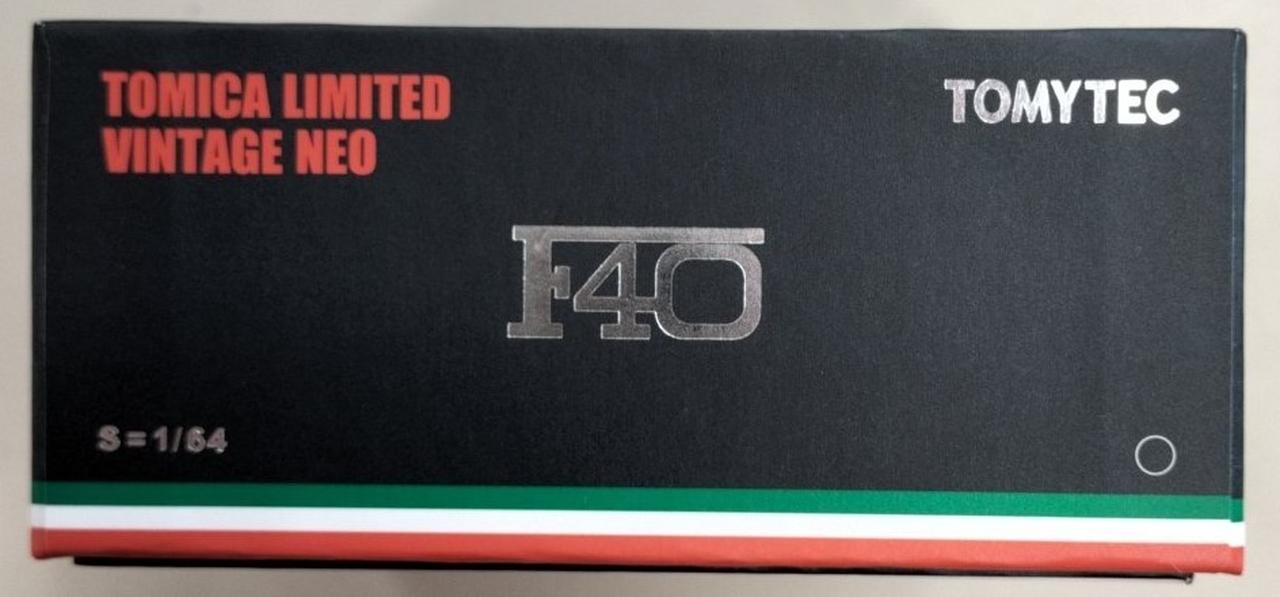 TOMICA LIMITED
VINTAGE NEO
TOMYTEC
F40
S=1/64